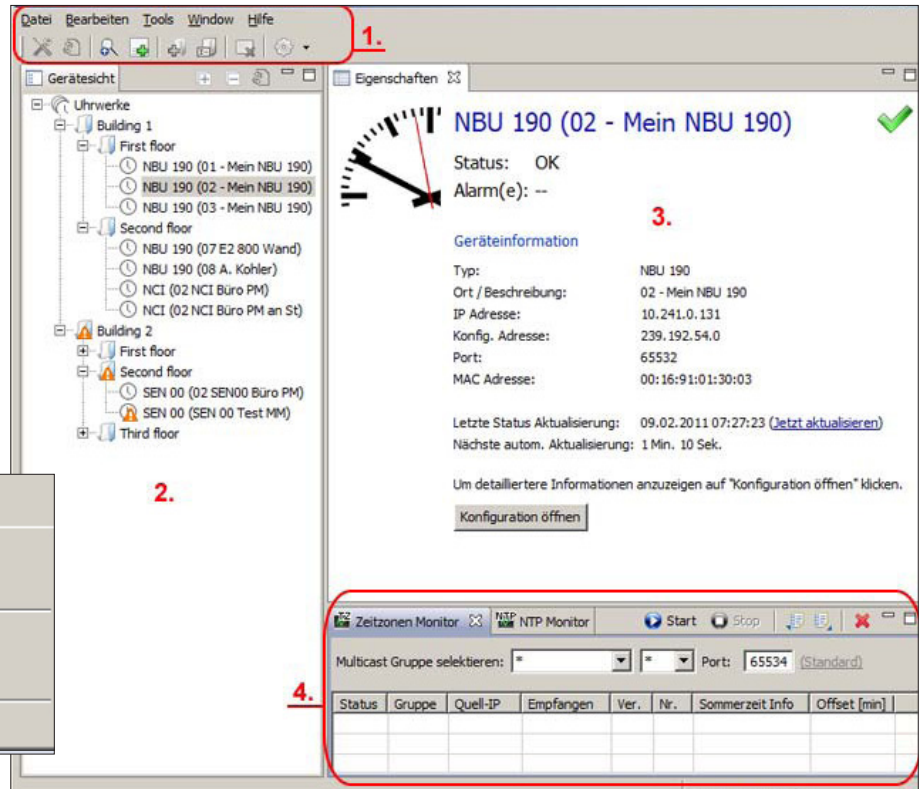 Datei Bearbeiten Tools Window Hilfe
1.
Gerätesicht
Uhrwerke
Building 1
First floor
NBU 190 (01 - Mein NBU 190)
NBU 190 (02 - Mein NBU 190)
NBU 190 (03 - Mein NBU 190)
Second floor
NBU 190 (07 E2 800 Wand)
NBU 190 (08 A. Kohler)
NCI (02 NCI Büro PM)
NCI (02 NCI Büro PM an St)
Building 2
First floor
Second floor
SEN 00 (02 SEN00 Büro PM)
SEN 00 (SEN 00 Test MM)
Third floor
2.
Eigenschaften
NBU 190 (02 - Mein NBU 190)
Status: OK
Alarm(e): --
3.
Geräteinformation
Typ: NBU 190
Ort / Beschreibung: 02 - Mein NBU 190
IP Adresse: 10.241.0.131
Konfig. Adresse: 239.192.54.0
Port: 65532
MAC Adresse: 00:16:91:01:30:03
Letzte Status Aktualisierung: 09.02.2011 07:27:23 (Jetzt aktualisieren)
Nächste autom. Aktualisierung: 1 Min. 10 Sek.
Um detailliertere Informationen anzuzeigen auf "Konfiguration öffnen" klicken.
Konfiguration öffnen
4.
TZ Zeitzonen Monitor NTP NTP Monitor Start Stop
Multicast Gruppe selektieren: * * Port: 65534 (Standard)
Status Gruppe Quell-IP Empfangen Ver. Nr. Sommerzeit Info Offset [min]